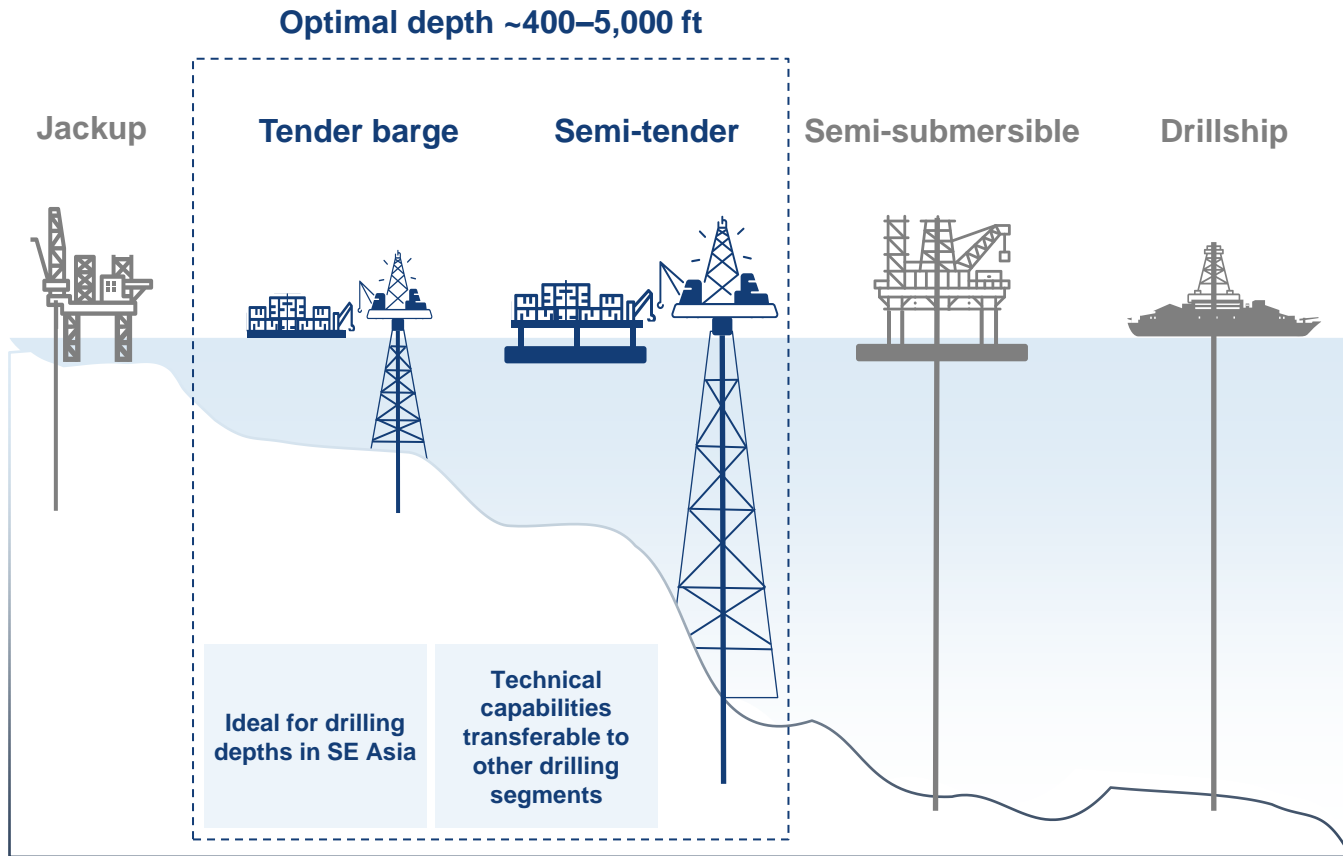 Optimal depth ~400–5,000 ft
Jackup
Tender barge
Semi-tender
Semi-submersible
Drillship
Ideal for drilling
depths in SE Asia
Technical
capabilities
transferable to
other drilling
segments